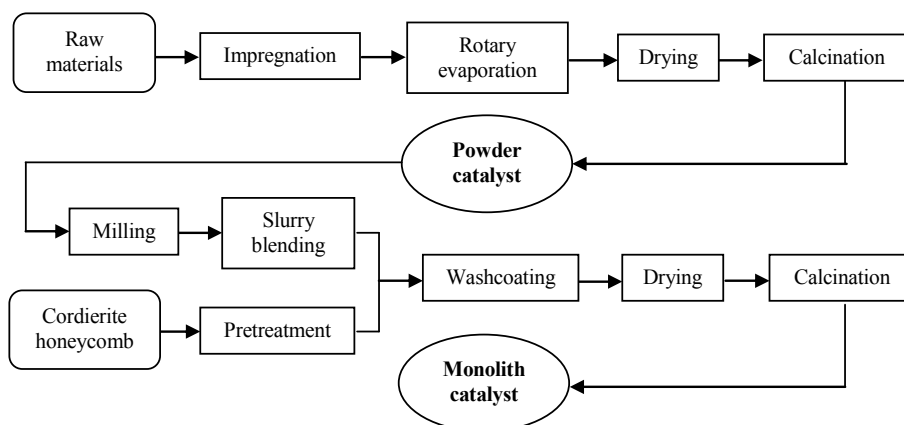 Raw
materials
Impregnation
Rotary
evaporation
Drying
Calcination
Powder
catalyst
Milling
Slurry
blending
Washcoating
Drying
Calcination
Cordierite
honeycomb
Pretreatment
Monolith
catalyst